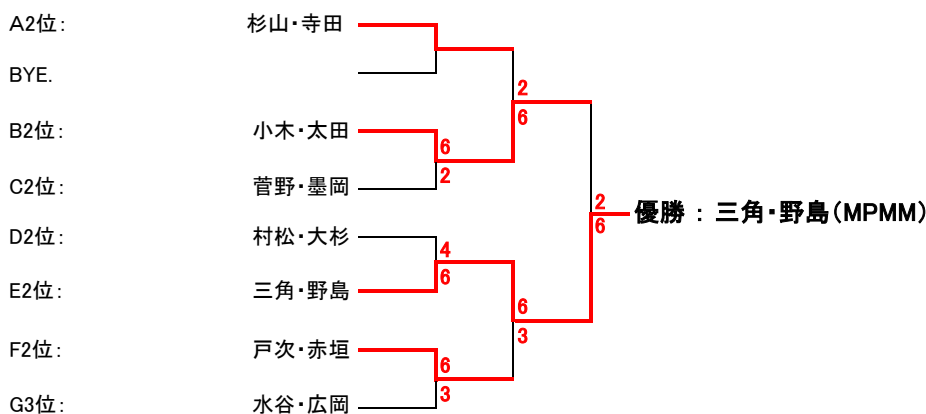 A2位： 杉山・寺田
BYE.
2
6
B2位： 小木・太田
6
2
C2位： 菅野・墨岡
2
6
優勝 ： 三角・野島（MPMM）
D2位： 村松・大杉
4
6
E2位： 三角・野島
6
3
F2位： 戸次・赤垣
6
3
G3位： 水谷・広岡